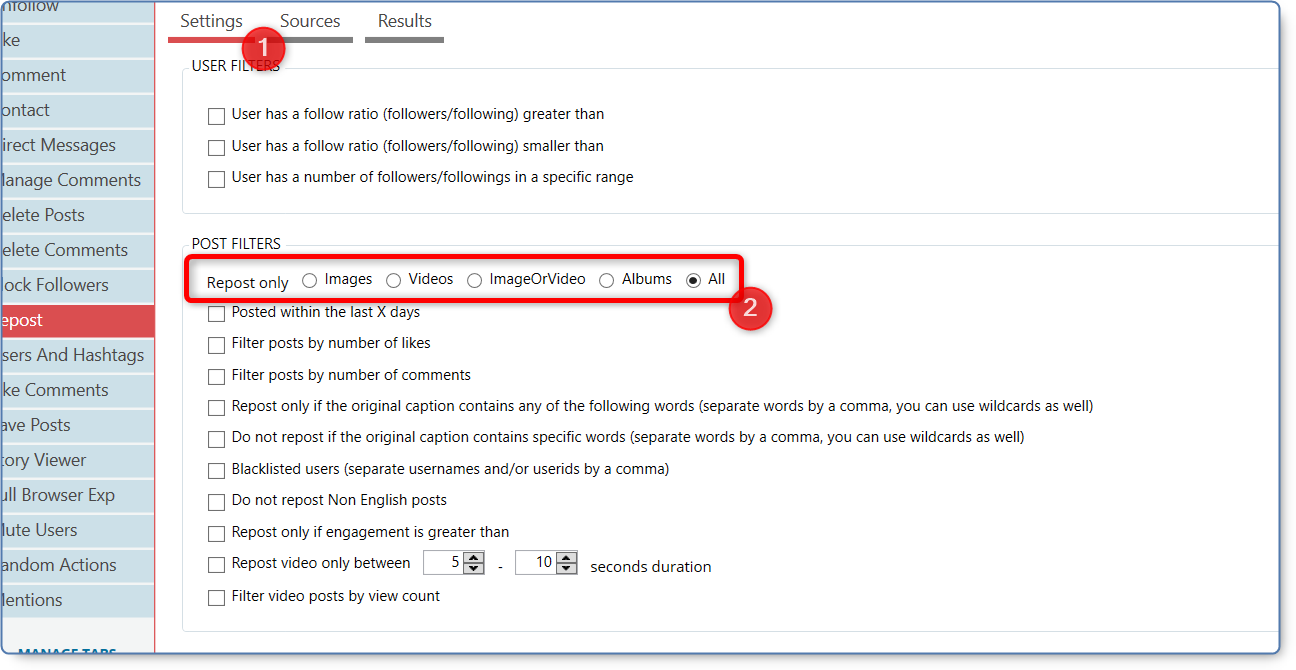 nfollow
ke
omment
ontact
irect Messages
lanage Comments
elete Posts
elete Comments
lock Followers
epost
sers And Hashtags
ke Comments
ave Posts
tory Viewer
ull Browser Exp
lute Users
andom Actions
lentions
MANAGE TABS
Settings Sources Results
1
USER FILTERS
User has a follow ratio (followers/following) greater than
User has a follow ratio (followers/following) smaller than
User has a number of followers/followings in a specific range
POST FILTERS
Repost only Images Videos ImageOrVideo Albums All
2
Posted within the last X days
Filter posts by number of likes
Filter posts by number of comments
Repost only if the original caption contains any of the following words (separate words by a comma, you can use wildcards as well)
Do not repost if the original caption contains specific words (separate words by a comma, you can use wildcards as well)
Blacklisted users (separate usernames and/or userids by a comma)
Do not repost Non English posts
Repost only if engagement is greater than
Repost video only between 5 - 10 seconds duration
Filter video posts by view count